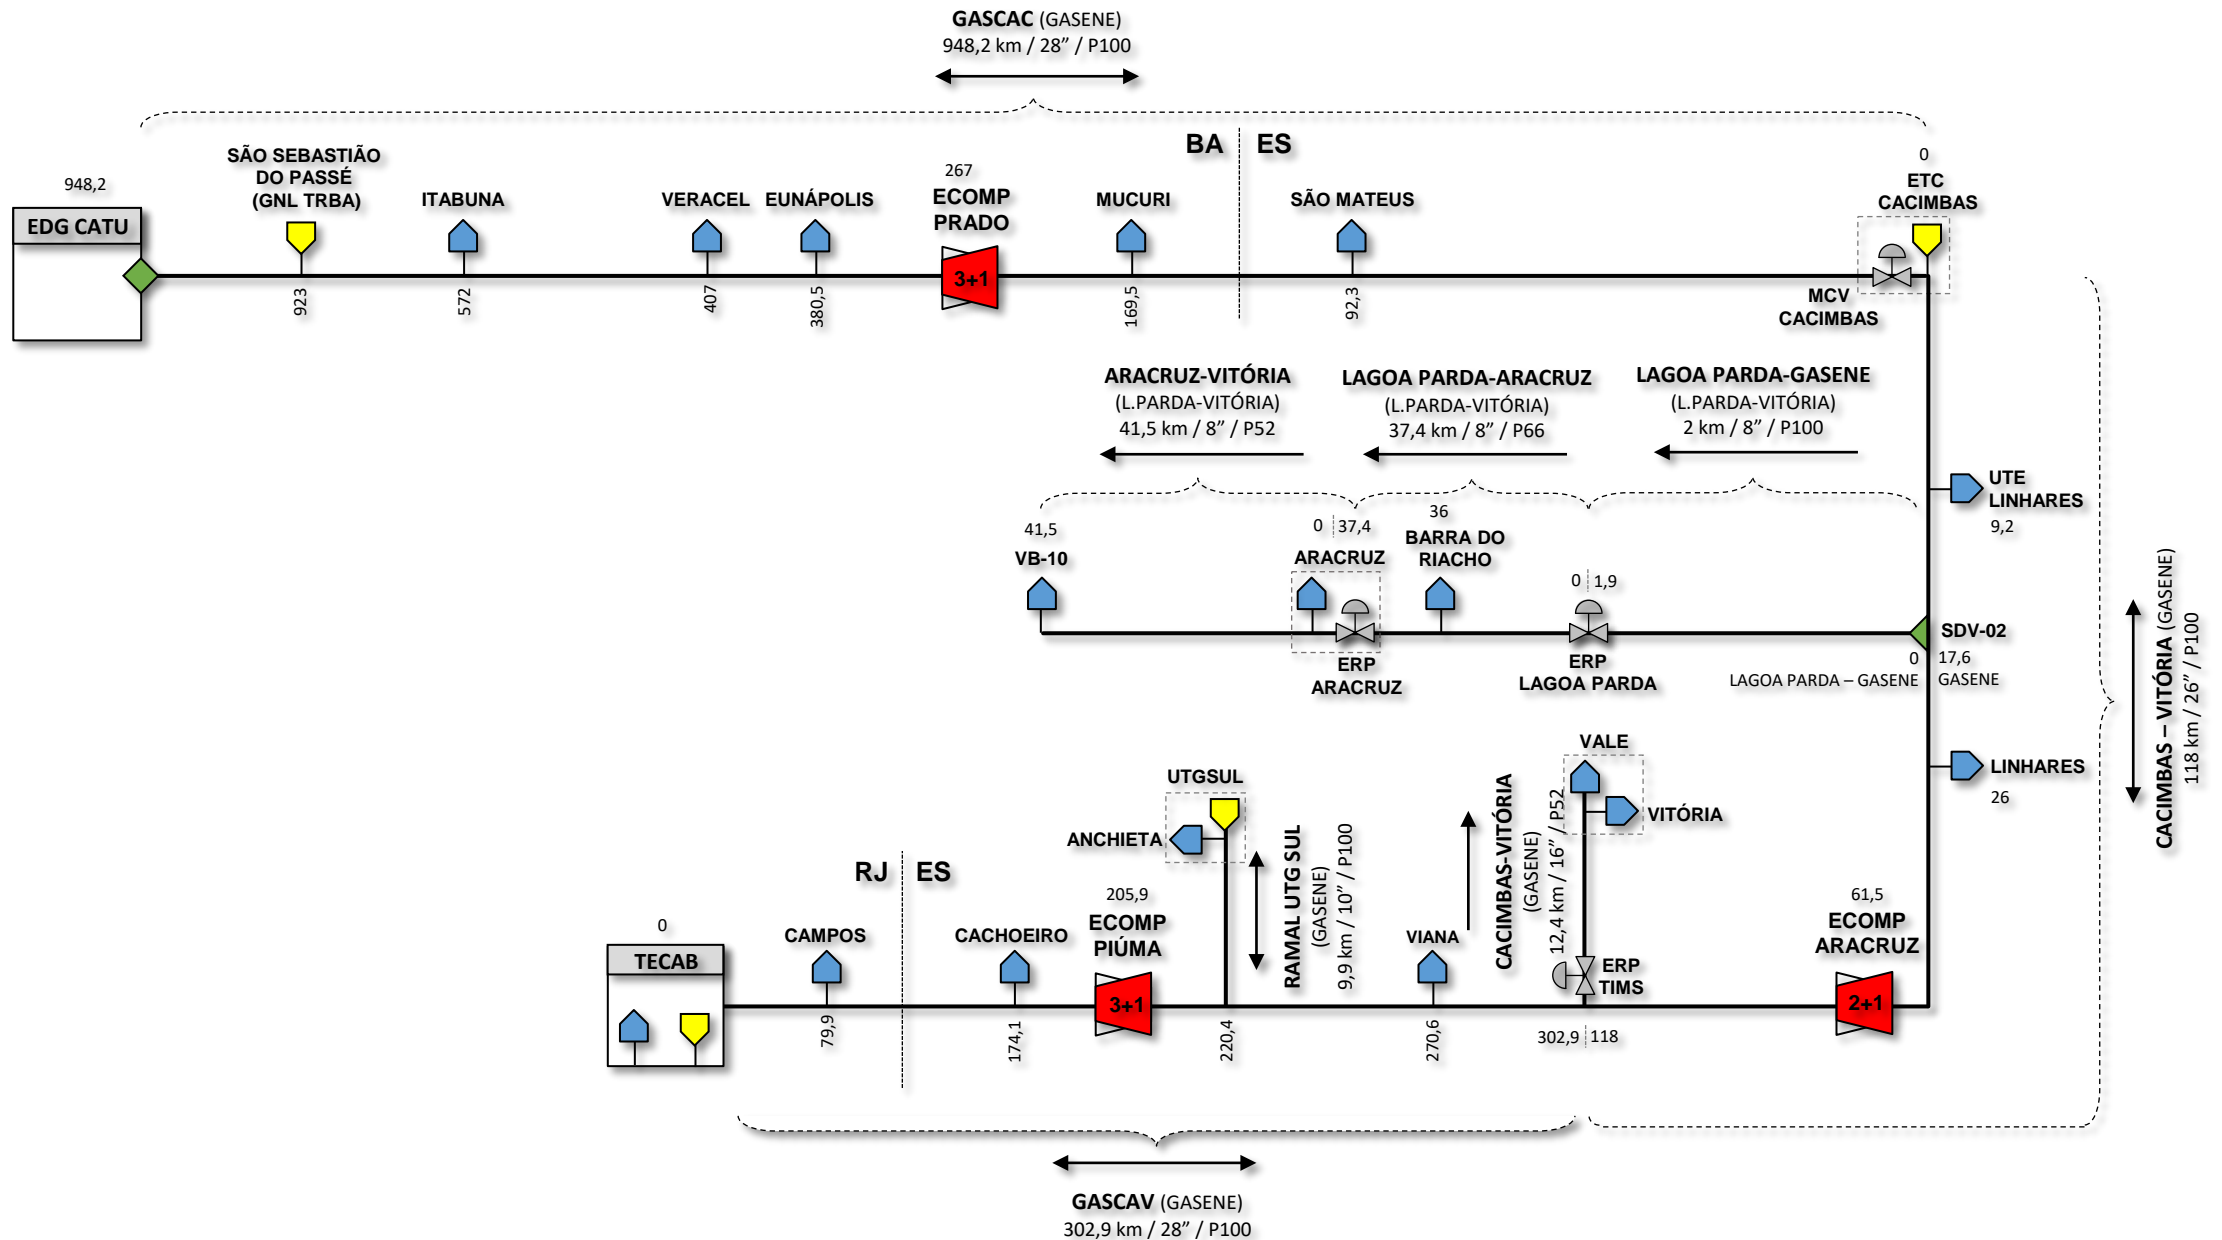 GASCAC (GASENE)
948,2 km / 28” / P100
BA
ES
948,2
EDG CATU
SÃO SEBASTIÃO
DO PASSÉ
(GNL TRBA)
923
ITABUNA
572
VERACEL
407
EUNÁPOLIS
380,5
267
ECOMP
PRADO
3+1
MUCURI
169,5
SÃO MATEUS
92,3
0
ETC
CACIMBAS
MCV
CACIMBAS
ARACRUZ-VITÓRIA
(L.PARDA-VITÓRIA)
41,5 km / 8” / P52
LAGOA PARDA-ARACRUZ
(L.PARDA-VITÓRIA)
37,4 km / 8” / P66
LAGOA PARDA-GASENE
(L.PARDA-VITÓRIA)
2 km / 8” / P100
UTE
LINHARES
9,2
41,5
VB-10
0 37,4
ARACRUZ
ERP
ARACRUZ
36
BARRA DO
RIACHO
0 1,9
ERP
LAGOA PARDA
SDV-02
0 17,6
LAGOA PARDA – GASENE GASENE
CACIMBAS – VITÓRIA (GASENE)
118 km / 26” / P100
LINHARES
26
VALE
VITÓRIA
CACIMBAS-VITÓRIA
(GASENE)
12,4 km / 16” / P52
ERP
TIMS
302,9 118
UTGSUL
ANCHIETA
RAMAL UTG SUL
(GASENE)
9,9 km / 10” / P100
220,4
VIANA
270,6
61,5
ECOMP
ARACRUZ
2+1
RJ
ES
0
TECAB
CAMPOS
79,9
CACHOEIRO
174,1
205,9
ECOMP
PIÚMA
3+1
GASCAV (GASENE)
302,9 km / 28” / P100